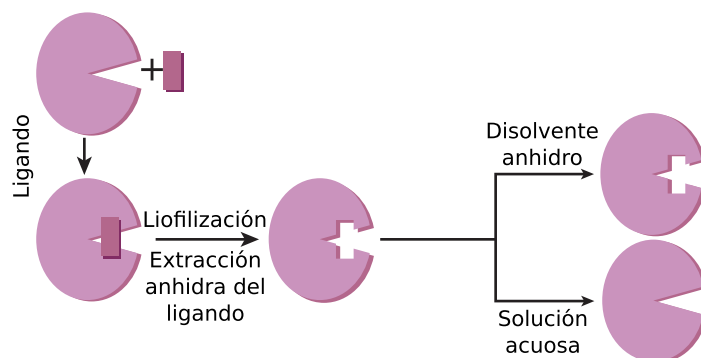 Ligando
Liofilización
Extracción
anhidra del
ligando
Disolvente
anhidro
Solución
acuosa